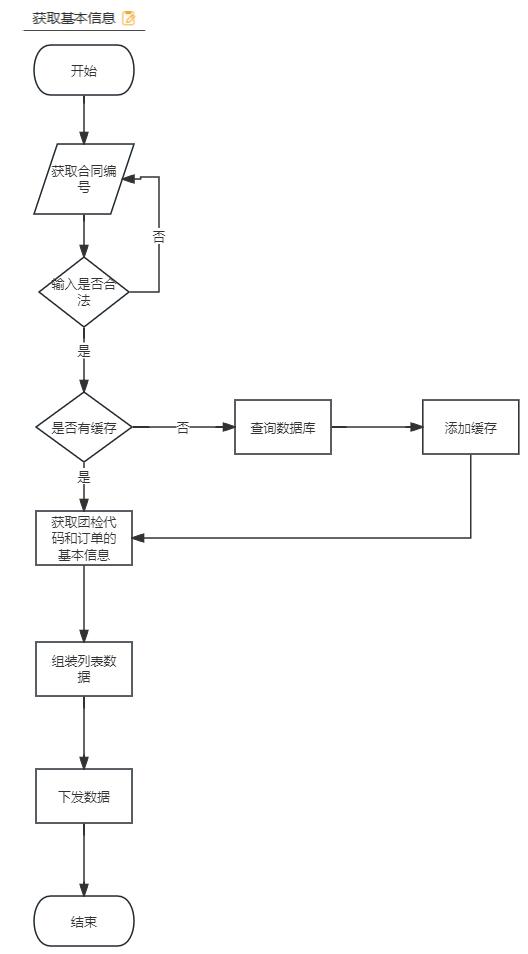 获取基本信息
开始
获取合同编
号
否
输入是否合
法
是
是否有缓存
否
查询数据库
添加缓存
是
获取团检代
码和订单的
基本信息
组装列表数
据
下发数据
结束